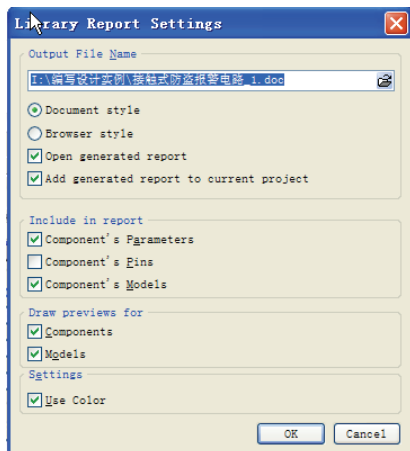 Library Report Settings
Output File Name
I:\编写设计实例\接触式防盗报警电路_1.doc
Document style
Browser style
Open generated report
Add generated report to current project
Include in report
Component's Parameters
Component's Pins
Component's Models
Draw previews for
Components
Models
Settings
Use Color
OK
Cancel